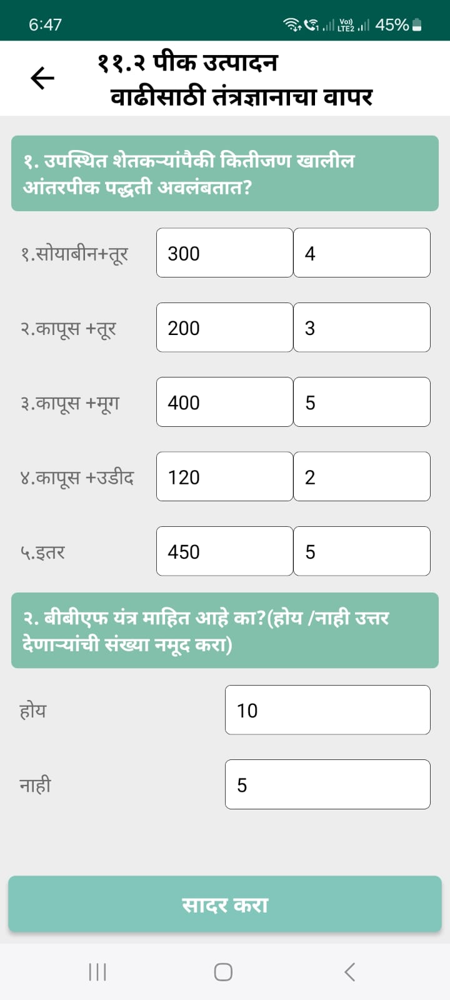 6:47
Vo)) LTE2 45%
११.२ पीक उत्पादन
वाढीसाठी तंत्रज्ञानाचा वापर
१. उपस्थित शेतकऱ्यांपैकी कितीजण खालील
आंतरपीक पद्धती अवलंबतात?
१.सोयाबीन+तूर 300 4
२.कापूस +तूर 200 3
३.कापूस +मूग 400 5
४.कापूस +उडीद 120 2
५.इतर 450 5
२. बीबीएफ यंत्र माहित आहे का?(होय /नाही उत्तर
देणाऱ्यांची संख्या नमूद करा)
होय 10
नाही 5
सादर करा